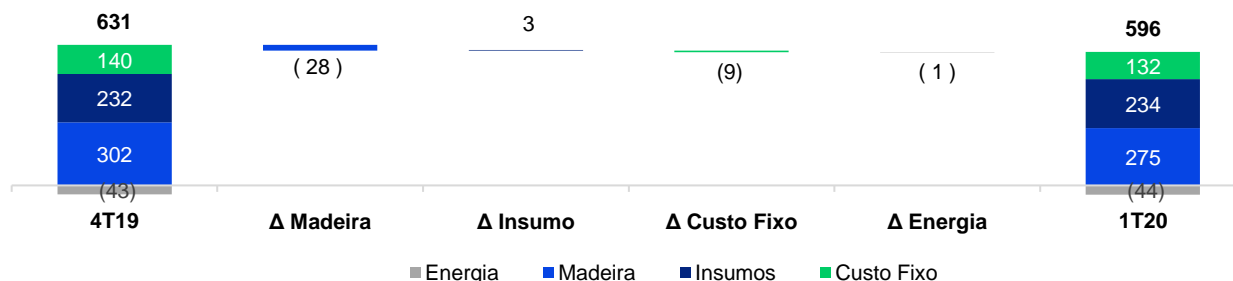 631
3
596
140
( 28 )
(9)
( 1 )
132
232
234
302
275
(43)
(44)
4T19
Δ Madeira
Δ Insumo
Δ Custo Fixo
Δ Energia
1T20
Energia
Madeira
Insumos
Custo Fixo